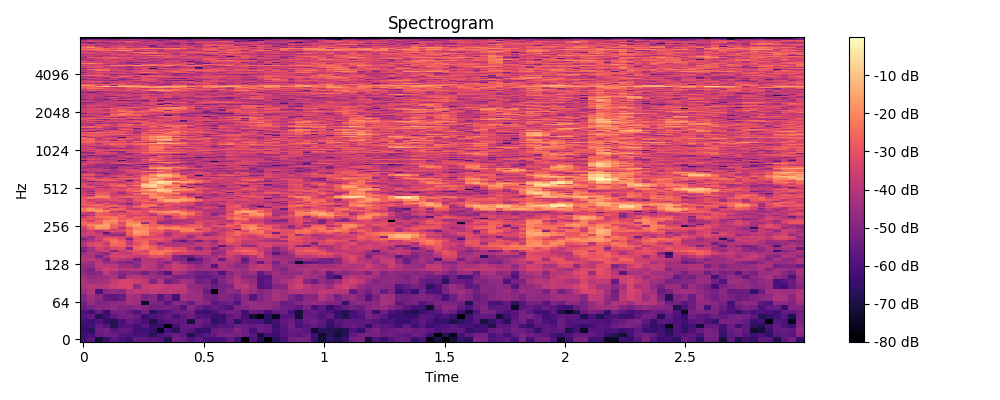 Spectrogram
4096
2048
1024
512
256
128
64
0
Hz
0
0.5
1
1.5
2
2.5
Time
-10 dB
-20 dB
-30 dB
-40 dB
-50 dB
-60 dB
-70 dB
-80 dB